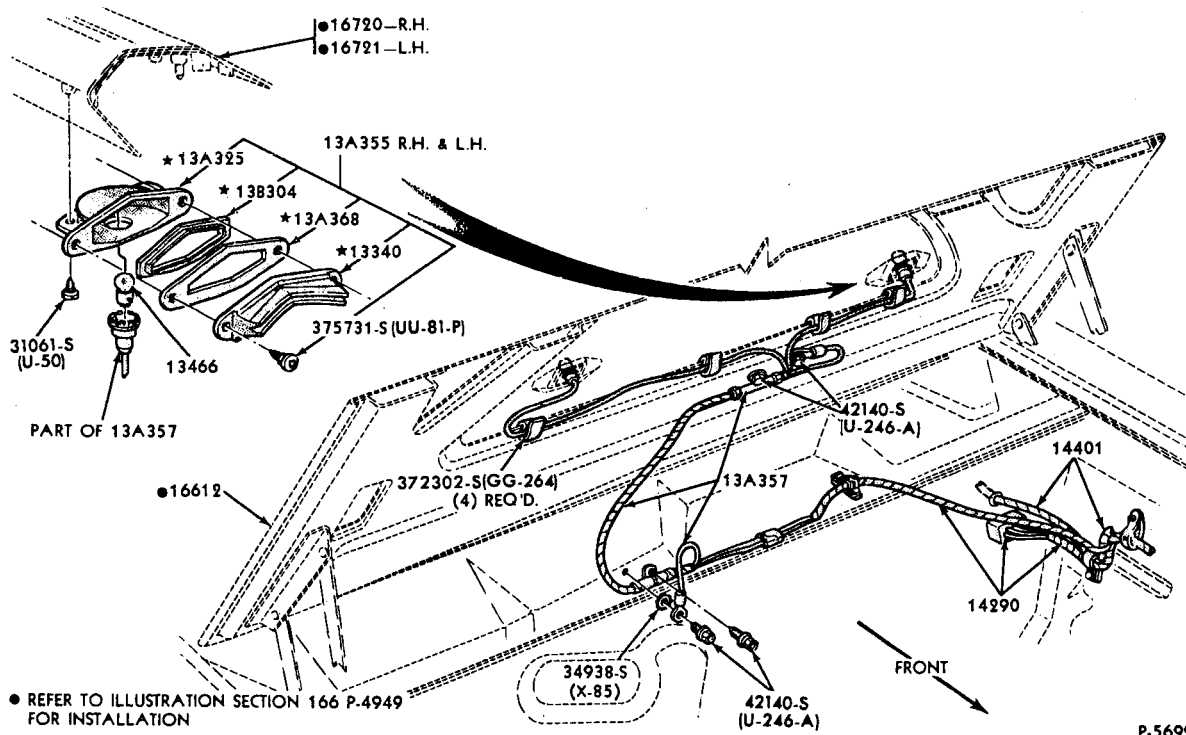 ●16720—R.H.
●16721—L.H.
13A355 R.H. & L.H.
★13A325
★13B304
★13A368
★13340
375731-S(UU-81-P)
31061-S
(U-50)
13466
PART OF 13A357
42140-S
(U-246-A)
372302-S(GG-264)
(4) REQ'D.
13A357
14401
●16612
14290
34938-S
(X-85)
42140-S
(U-246-A)
FRONT
● REFER TO ILLUSTRATION SECTION 166 P-4949
FOR INSTALLATION